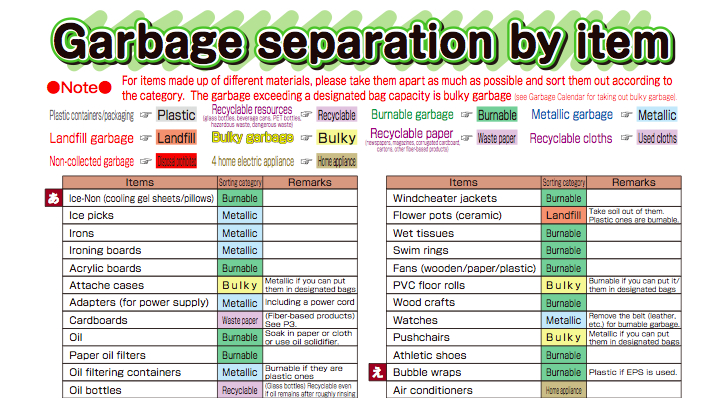 Garbage separation by item
●Note● For items made up of different materials, please take them apart as much as possible and sort them out according to
the category. The garbage exceeding a designated bag capacity is bulky garbage (see Garbage Calendar for taking out bulky garbage).
Plastic containers/packaging ☞ Plastic
Recyclable resources (glass bottles, beverage cans, PET bottles, hazardous waste, dangerous waste) ☞ Recyclable
Burnable garbage ☞ Burnable
Metallic garbage ☞ Metallic
Landfill garbage ☞ Landfill
Bulky garbage ☞ Bulky
Recyclable paper (newspapers, magazines, corrugated cardboard, cartons, other fiber-based products) ☞ Waste paper
Recyclable cloths ☞ Used cloths
Non-collected garbage ☞
4 home electric appliance ☞ Home appliance
Items Sorting category Remarks
あ Ice-Non (cooling gel sheets/pillows) Burnable
Ice picks Metallic
Irons Metallic
Ironing boards Metallic
Acrylic boards Burnable
Attache cases Bulky Metallic if you can put
them in designated bags
Adapters (for power supply) Metallic Including a power cord
Cardboards Waste paper (Fiber-based products)
See P3.
Oil Burnable Soak in paper or cloth
or use oil solidifier.
Paper oil filters Burnable
Oil filtering containers Metallic Burnable if they are
plastic ones
Oil bottles Recyclable (Glass bottles) Recyclable even
if oil remains after roughly rinsing
Items Sorting category Remarks
Windcheater jackets Burnable
Flower pots (ceramic) Landfill Take soil out of them.
Plastic ones are burnable.
Wet tissues Burnable
Swim rings Burnable
Fans (wooden/paper/plastic) Burnable
PVC floor rolls Bulky Burnable if you can put it/
them in designated bags
Wood crafts Burnable
Watches Metallic Remove the belt (leather,
etc.) for burnable garbage.
Pushchairs Bulky Metallic if you can put
them in designated bags
Athletic shoes Burnable
え Bubble wraps Burnable Plastic if EPS is used.
Air conditioners Home appliance